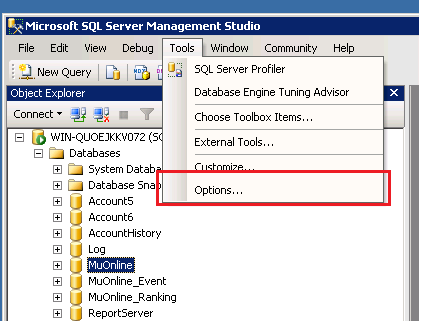 Microsoft SQL Server Management Studio
File Edit View Debug Tools Window Community Help
New Query
SQL Server Profiler
Database Engine Tuning Advisor
Choose Toolbox Items...
External Tools...
Customize...
Options...
Object Explorer
Connect
WIN-QUOEJKKV072 (SQ
Databases
System Databa
Database Snap
Account5
Account6
AccountHistory
Log
MuOnline
MuOnline_Event
MuOnline_Ranking
ReportServer